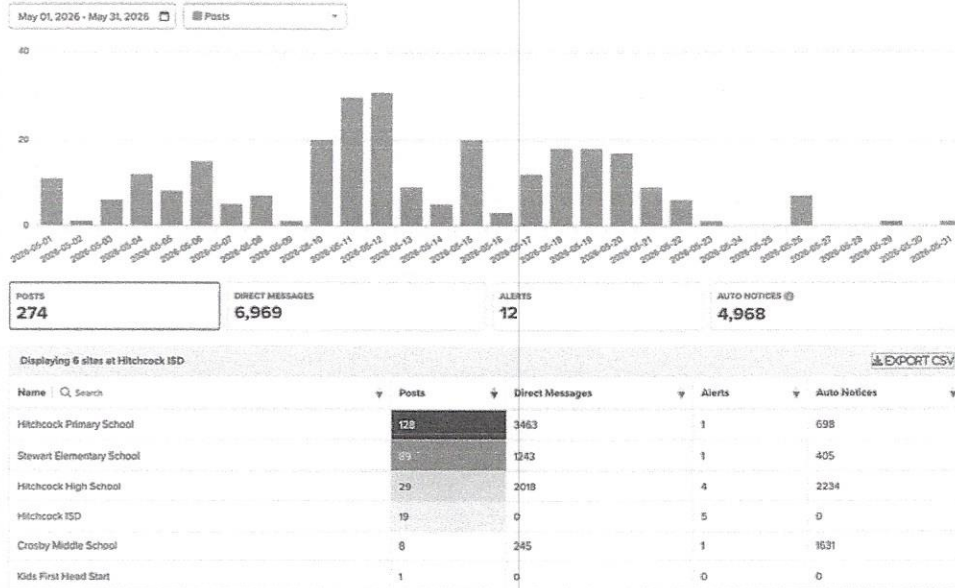 May 01, 2026 - May 31, 2026 Posts
40
20
0
2026-05-01 2026-05-02 2026-05-03 2026-05-04 2026-05-05 2026-05-06 2026-05-07 2026-05-08 2026-05-09 2026-05-10 2026-05-11 2026-05-12 2026-05-13 2026-05-14 2026-05-15 2026-05-16 2026-05-17 2026-05-18 2026-05-19 2026-05-20 2026-05-21 2026-05-22 2026-05-23 2026-05-24 2026-05-25 2026-05-26 2026-05-27 2026-05-28 2026-05-29 2026-05-30 2026-05-31
POSTS DIRECT MESSAGES ALERTS AUTO NOTICES
274 6,969 12 4,968
Displaying 6 sites at Hitchcock ISD EXPORT CSV
Name Search Posts Direct Messages Alerts Auto Notices
Hitchcock Primary School 128 3463 1 698
Stewart Elementary School 89 1243 1 405
Hitchcock High School 29 2018 4 2234
Hitchcock ISD 19 0 5 0
Crosby Middle School 8 245 1 1631
Kids First Head Start 1 0 0 0